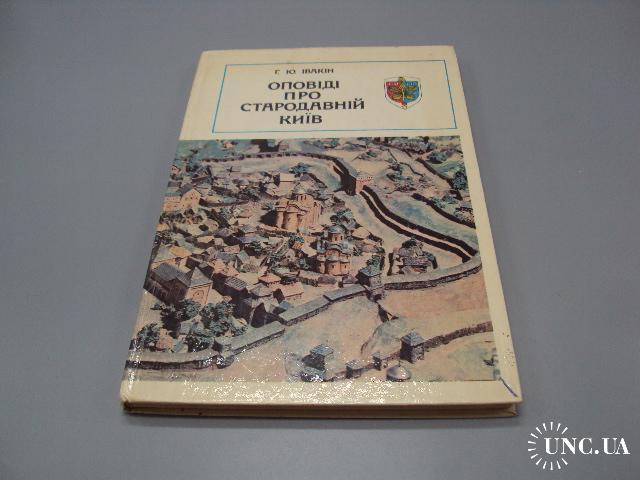 Г. Ю. ІВАКІН
ОПОВІДІ
ПРО
СТАРОДАВНІЙ
КИЇВ
UNC.UA